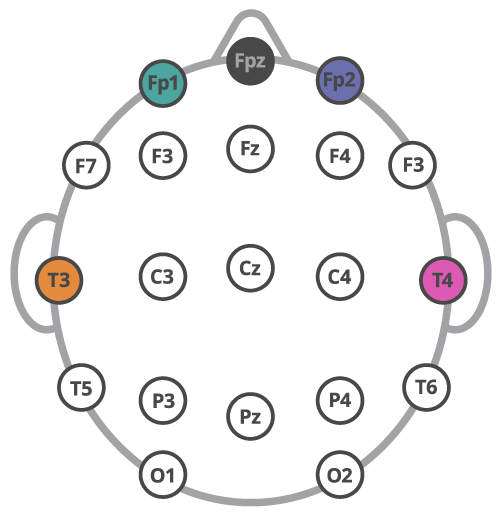 Fpz
Fp1 Fp2
F7 F3 Fz F4 F3
T3 C3 Cz C4 T4
T5 P3 Pz P4 T6
O1 O2